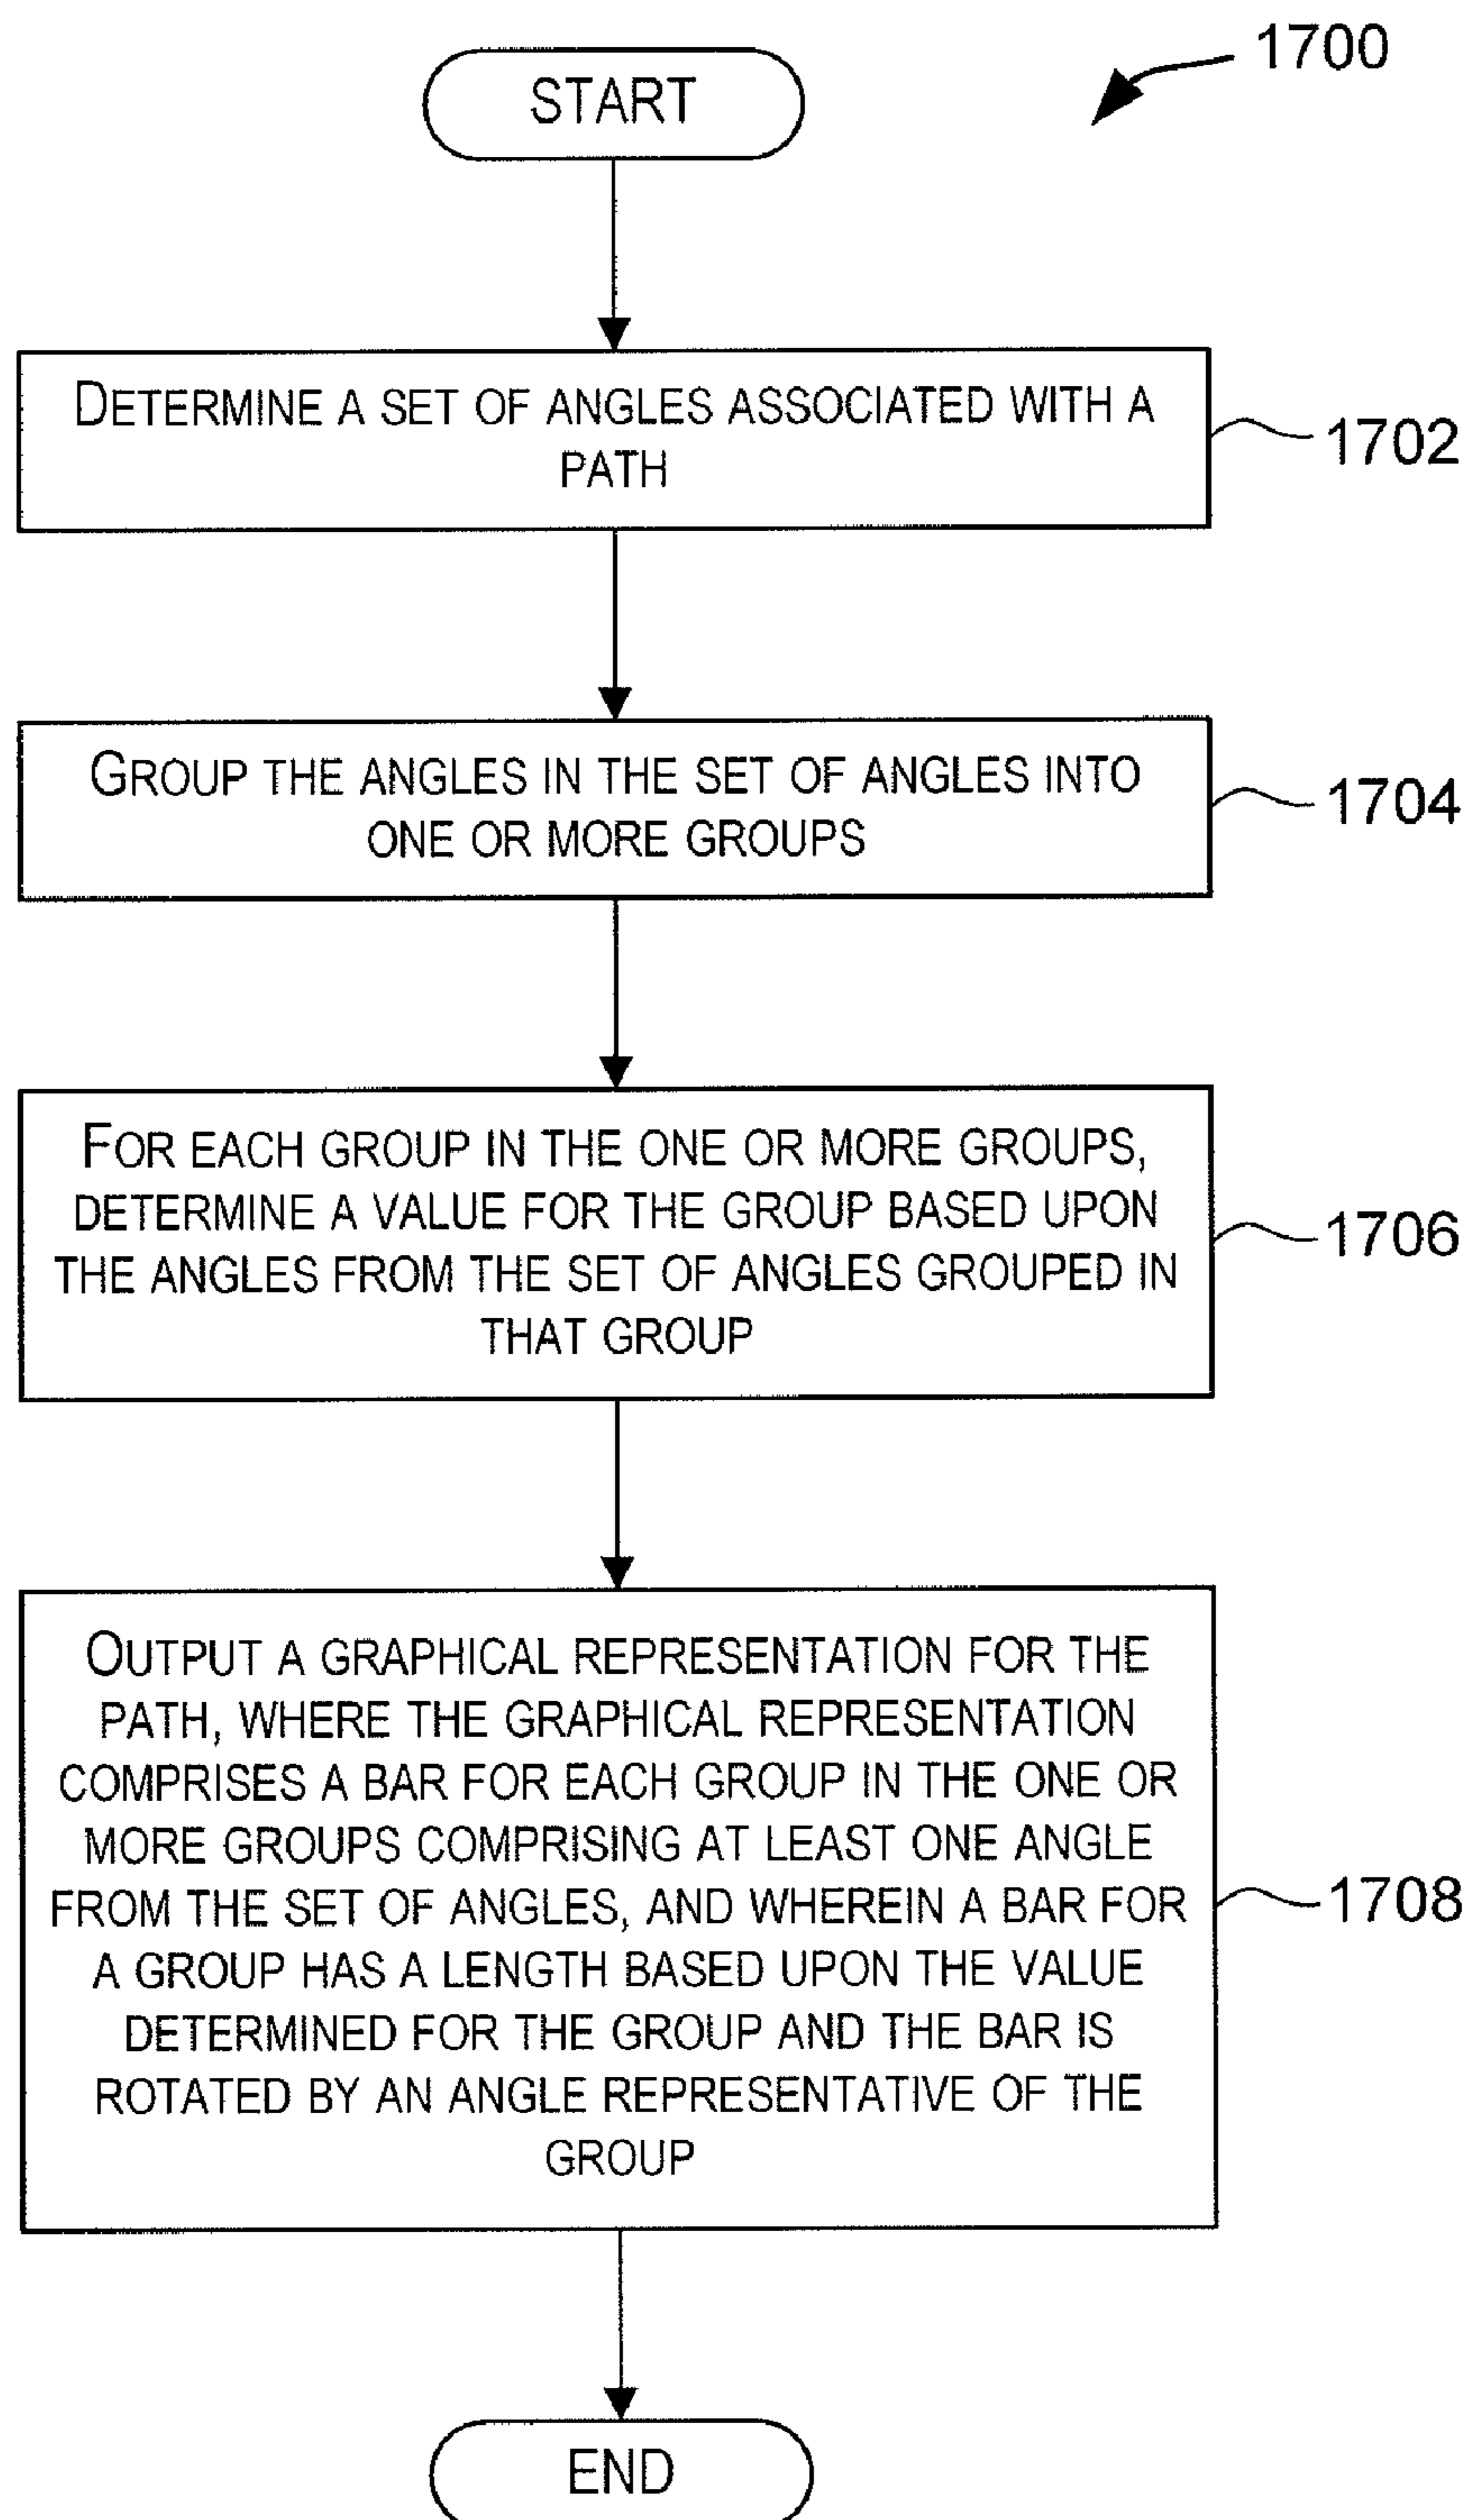 1700
START
DETERMINE A SET OF ANGLES ASSOCIATED WITH A
PATH
1702
GROUP THE ANGLES IN THE SET OF ANGLES INTO
ONE OR MORE GROUPS
1704
FOR EACH GROUP IN THE ONE OR MORE GROUPS,
DETERMINE A VALUE FOR THE GROUP BASED UPON
THE ANGLES FROM THE SET OF ANGLES GROUPED IN
THAT GROUP
1706
OUTPUT A GRAPHICAL REPRESENTATION FOR THE
PATH, WHERE THE GRAPHICAL REPRESENTATION
COMPRISES A BAR FOR EACH GROUP IN THE ONE OR
MORE GROUPS COMPRISING AT LEAST ONE ANGLE
FROM THE SET OF ANGLES, AND WHEREIN A BAR FOR
A GROUP HAS A LENGTH BASED UPON THE VALUE
DETERMINED FOR THE GROUP AND THE BAR IS
ROTATED BY AN ANGLE REPRESENTATIVE OF THE
GROUP
1708
END